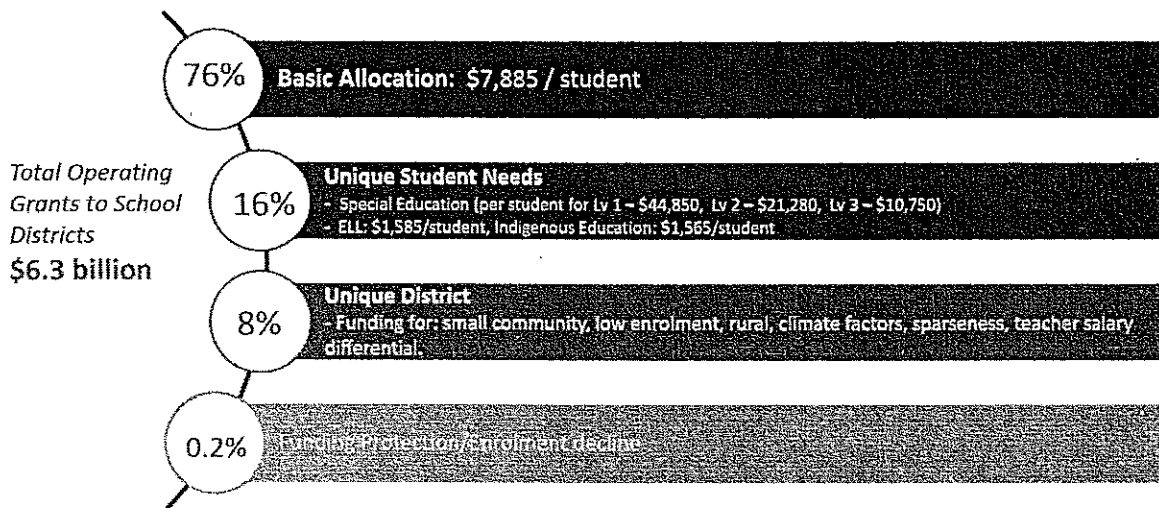 Total Operating
Grants to School
Districts
$6.3 billion
76%
Basic Allocation: $7,885 / student
16%
Unique Student Needs
- Special Education (per student for Lv 1 – $44,850, Lv 2 – $21,280, Lv 3 – $10,750)
- ELL: $1,585/student, Indigenous Education: $1,565/student
8%
Unique District
- Funding for: small community, low enrolment, rural, climate factors, sparseness, teacher salary
differential.
0.2%
Funding Protection/Enrolment decline